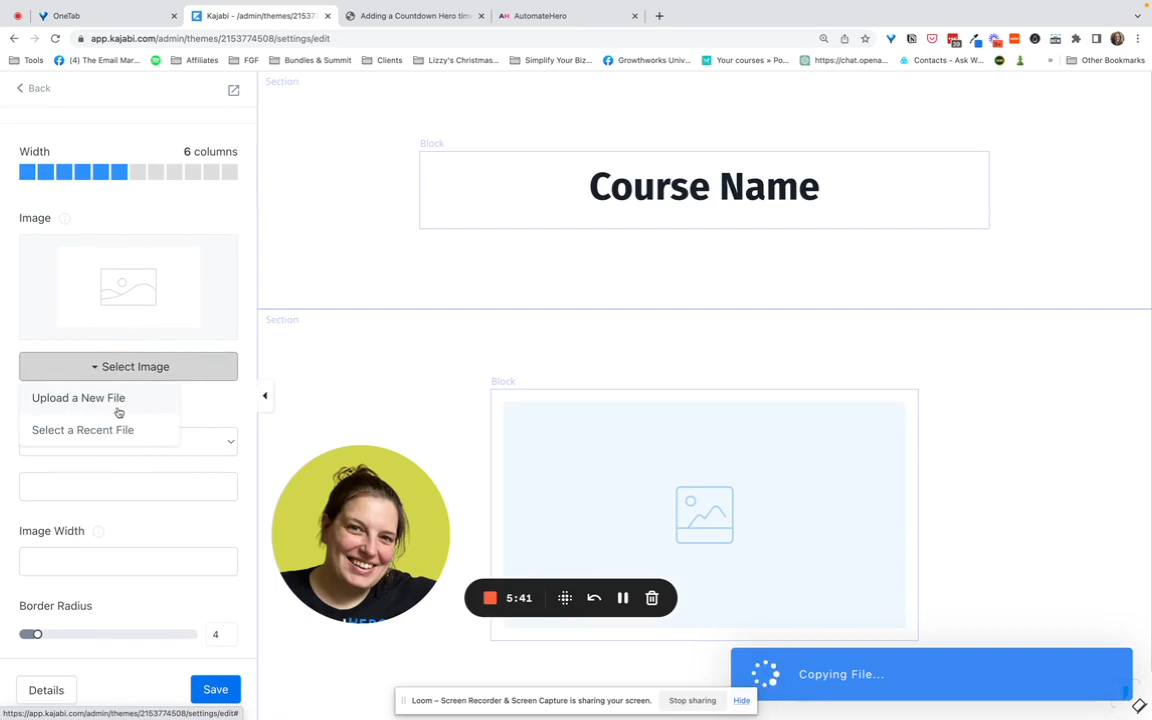 OneTab
Kajabi - /admin/themes/21537
Adding a Countdown Hero tim
AutomateHero
app.kajabi.com/admin/themes/2153774508/settings/edit
Tools
(4) The Email Mar...
Affiliates
FGF
Bundles & Summit
Clients
Lizzy's Christmas...
Simplify Your Biz...
Growthworks Univ...
Your courses » Po...
https://chat.opena...
Contacts - Ask W...
Other Bookmarks
Back
Width
6 columns
Image
Select Image
Upload a New File
Select a Recent File
Image Width
Border Radius
4
Details
Save
https://app.kajabi.com/admin/themes/2153774508/settings/edit#
Section
Block
Course Name
Section
Block
5:41
Copying File...
Loom – Screen Recorder & Screen Capture is sharing your screen.
Stop sharing
Hide